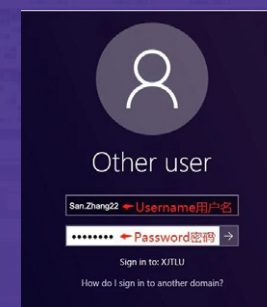 Other user
San.Zhang22 Username用户名
•••••••• Password密码
Sign in to: XJTLU
How do I sign in to another domain?